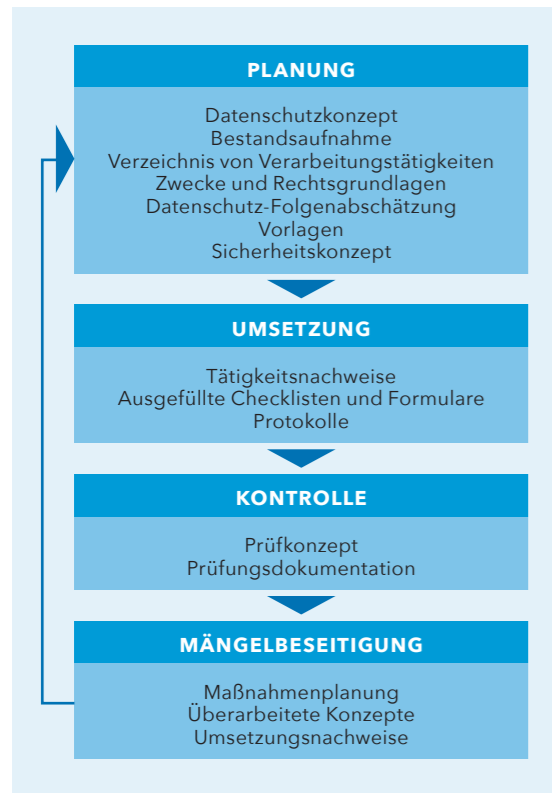 PLANUNG
Datenschutzkonzept
Bestandsaufnahme
Verzeichnis von Verarbeitungstätigkeiten
Zwecke und Rechtsgrundlagen
Datenschutz-Folgenabschätzung
Vorlagen
Sicherheitskonzept
UMSETZUNG
Tätigkeitsnachweise
Ausgefüllte Checklisten und Formulare
Protokolle
KONTROLLE
Prüfkonzept
Prüfungsdokumentation
MÄNGELBESEITIGUNG
Maßnahmenplanung
Überarbeitete Konzepte
Umsetzungsnachweise